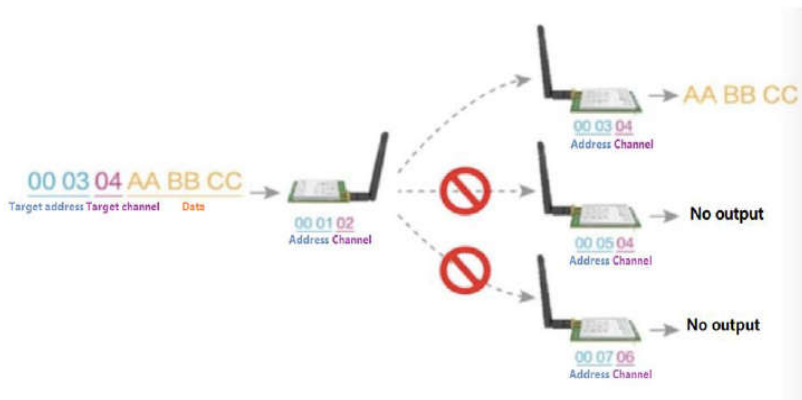 00 03 04 AA BB CC
Target address Target channel Data
00 01 02
Address Channel
AA BB CC
00 03 04
Address Channel
No output
00 05 04
Address Channel
No output
00 07 06
Address Channel